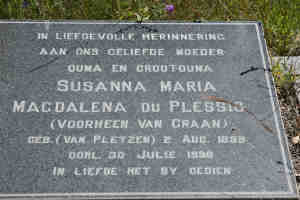 IN LIEFDEVOLLE HERINNERING
AAN ONS GELIEFDE MOEDER
OUMA EN GROOTOUMA
SUSANNA MARIA
MAGDALENA DU PLESSIS
(VOORHEEN VAN GRAAN)
GEB. (VAN PLETZEN) 2 AUG. 1899
OORL. 30 JULIE 1990
IN LIEFDE HET SY GEDIEN